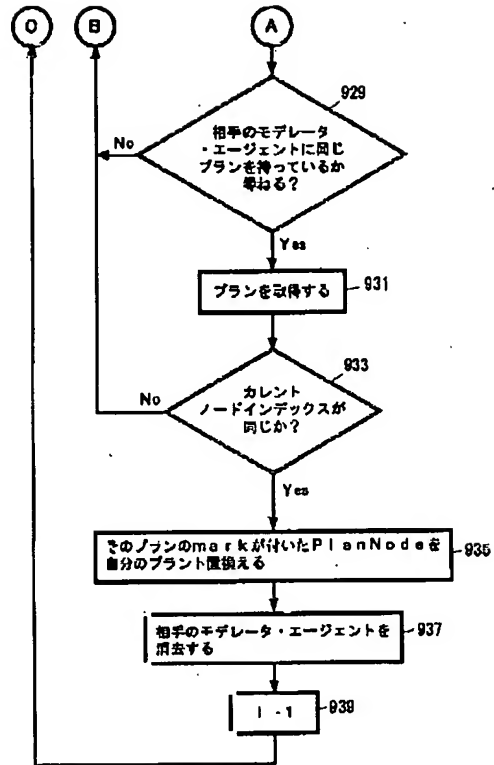 C
B
A
929
相手のモデレータ
・エージェントに同じ
プランを持っているか
尋ねる？
No
Yes
プランを取得する
931
933
カレント
ノードインデックスが
同じか？
No
Yes
そのプランのmarkが付いたPlanNodeを
自分のプラント置換える
935
相手のモデレータ・エージェントを
消去する
937
I -1
939